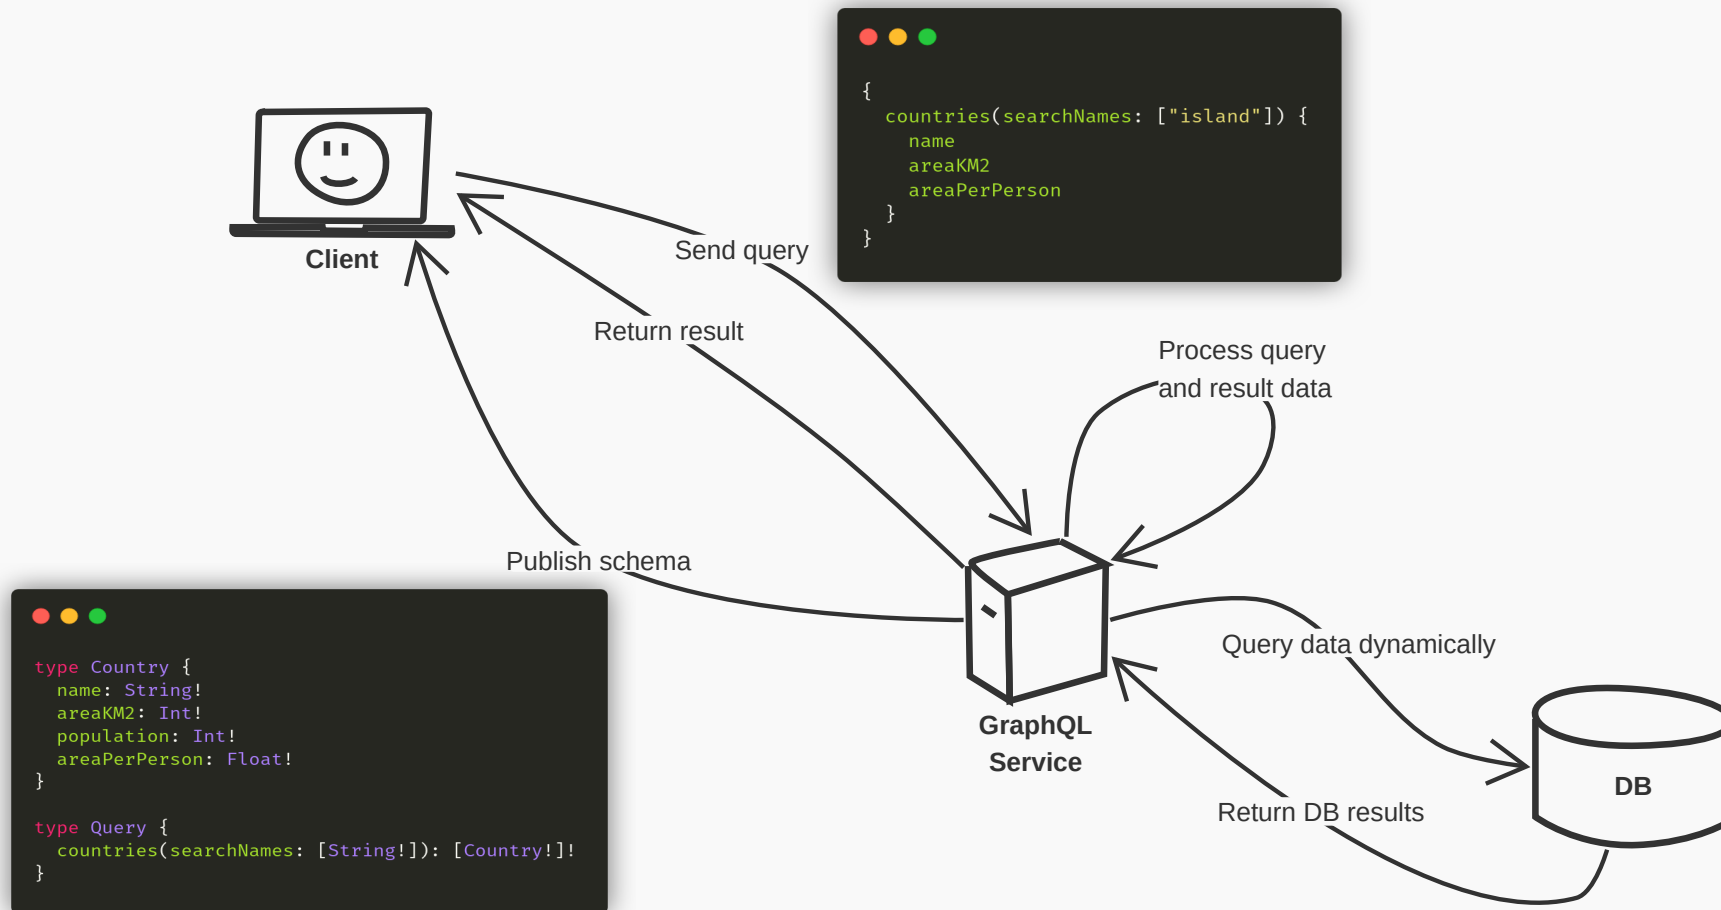 {
  countries(searchNames: ["island"]) {
    name
    areaKM2
    areaPerPerson
  }
}
Client
Send query
Return result
Process query
and result data
Publish schema
type Country {
  name: String!
  areaKM2: Int!
  population: Int!
  areaPerPerson: Float!
}
type Query {
  countries(searchNames: [String!]): [Country!]!
}
GraphQL
Service
Query data dynamically
DB
Return DB results